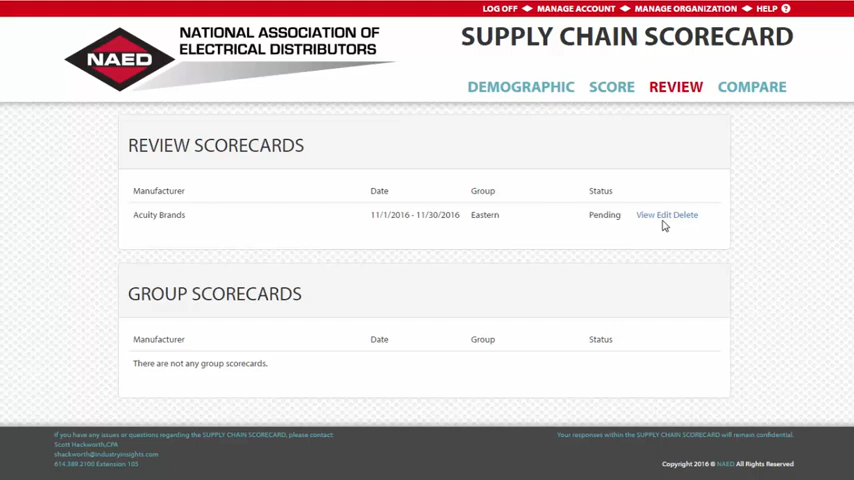 LOG OFF MANAGE ACCOUNT MANAGE ORGANIZATION HELP ?
NAED
NATIONAL ASSOCIATION OF
ELECTRICAL DISTRIBUTORS
SUPPLY CHAIN SCORECARD
DEMOGRAPHIC SCORE REVIEW COMPARE
REVIEW SCORECARDS
Manufacturer Date Group Status
Acuity Brands 11/1/2016 - 11/30/2016 Eastern Pending View Edit Delete
GROUP SCORECARDS
Manufacturer Date Group Status
There are not any group scorecards.
If you have any issues or questions regarding the SUPPLY CHAIN SCORECARD, please contact:
Scott Hackworth,CPA
shackworth@industryinsights.com
614.389.2100 Extension 105
Your responses within the SUPPLY CHAIN SCORECARD will remain confidential.
Copyright 2016 © NAED All Rights Reserved